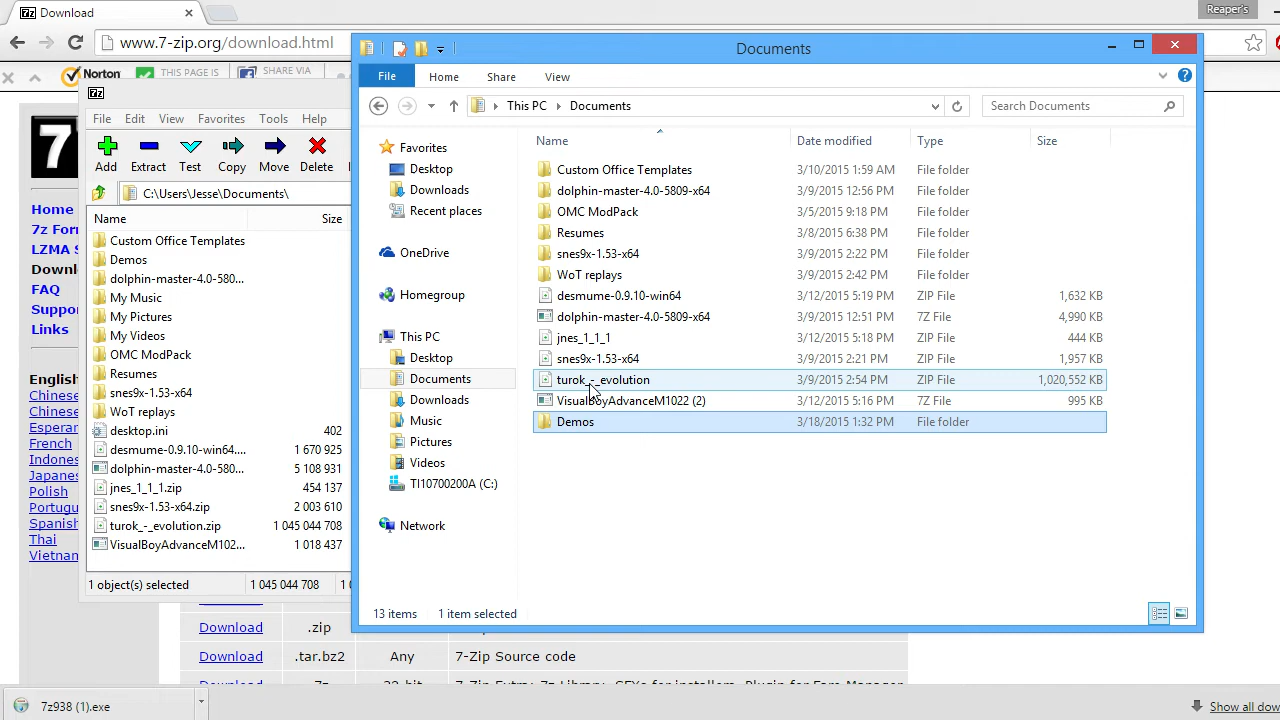 7z Download
Reaper's
www.7-zip.org/download.html
Norton THIS PAGE IS SHARE VIA
7
Home
7z For
LZMA S
Downlo
FAQ
Suppor
Links
English
Chinese
Chinese
Esperar
French
Indones
Japanes
Polish
Portugu
Spanish
Thai
Vietnam
7z
File Edit View Favorites Tools Help
Add Extract Test Copy Move Delete
C:\Users\Jesse\Documents\
Name Size
Custom Office Templates
Demos
dolphin-master-4.0-580...
My Music
My Pictures
My Videos
OMC ModPack
Resumes
snes9x-1.53-x64
WoT replays
desktop.ini 402
desmume-0.9.10-win64.... 1 670 925
dolphin-master-4.0-580... 5 108 931
jnes_1_1_1.zip 454 137
snes9x-1.53-x64.zip 2 003 610
turok_-_evolution.zip 1 045 044 708
VisualBoyAdvanceM102... 1 018 437
1 object(s) selected 1 045 044 708
Documents
File Home Share View
This PC Documents Search Documents
Favorites
Desktop
Downloads
Recent places
OneDrive
Homegroup
This PC
Desktop
Documents
Downloads
Music
Pictures
Videos
TI10700200A (C:)
Network
Name Date modified Type Size
Custom Office Templates 3/10/2015 1:59 AM File folder
dolphin-master-4.0-5809-x64 3/9/2015 12:56 PM File folder
OMC ModPack 3/5/2015 9:18 PM File folder
Resumes 3/8/2015 6:38 PM File folder
snes9x-1.53-x64 3/9/2015 2:22 PM File folder
WoT replays 3/9/2015 2:42 PM File folder
desmume-0.9.10-win64 3/12/2015 5:19 PM ZIP File 1,632 KB
dolphin-master-4.0-5809-x64 3/9/2015 12:51 PM 7Z File 4,990 KB
jnes_1_1_1 3/12/2015 5:18 PM ZIP File 444 KB
snes9x-1.53-x64 3/9/2015 2:21 PM ZIP File 1,957 KB
turok_-_evolution 3/9/2015 2:54 PM ZIP File 1,020,552 KB
VisualBoyAdvanceM1022 (2) 3/12/2015 5:16 PM 7Z File 995 KB
Demos 3/18/2015 1:32 PM File folder
13 items 1 item selected
Download .zip
Download .tar.bz2 Any 7-Zip Source code
7z938 (1).exe
Show all dow